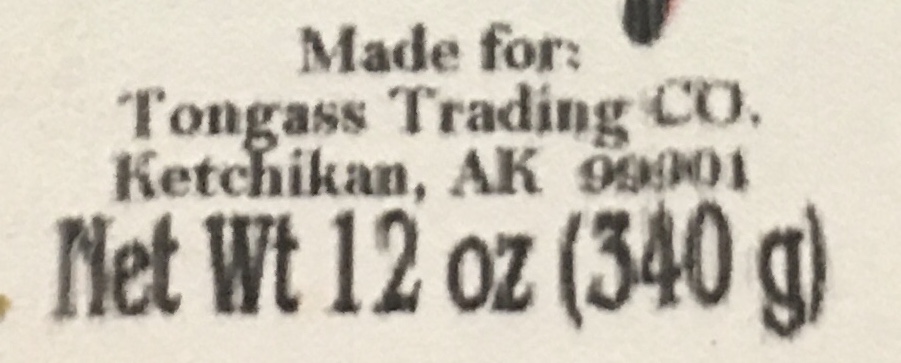 Made for:
Tongass Trading CO.
Ketchikan, AK 99901
Net Wt 12 oz (340 g)